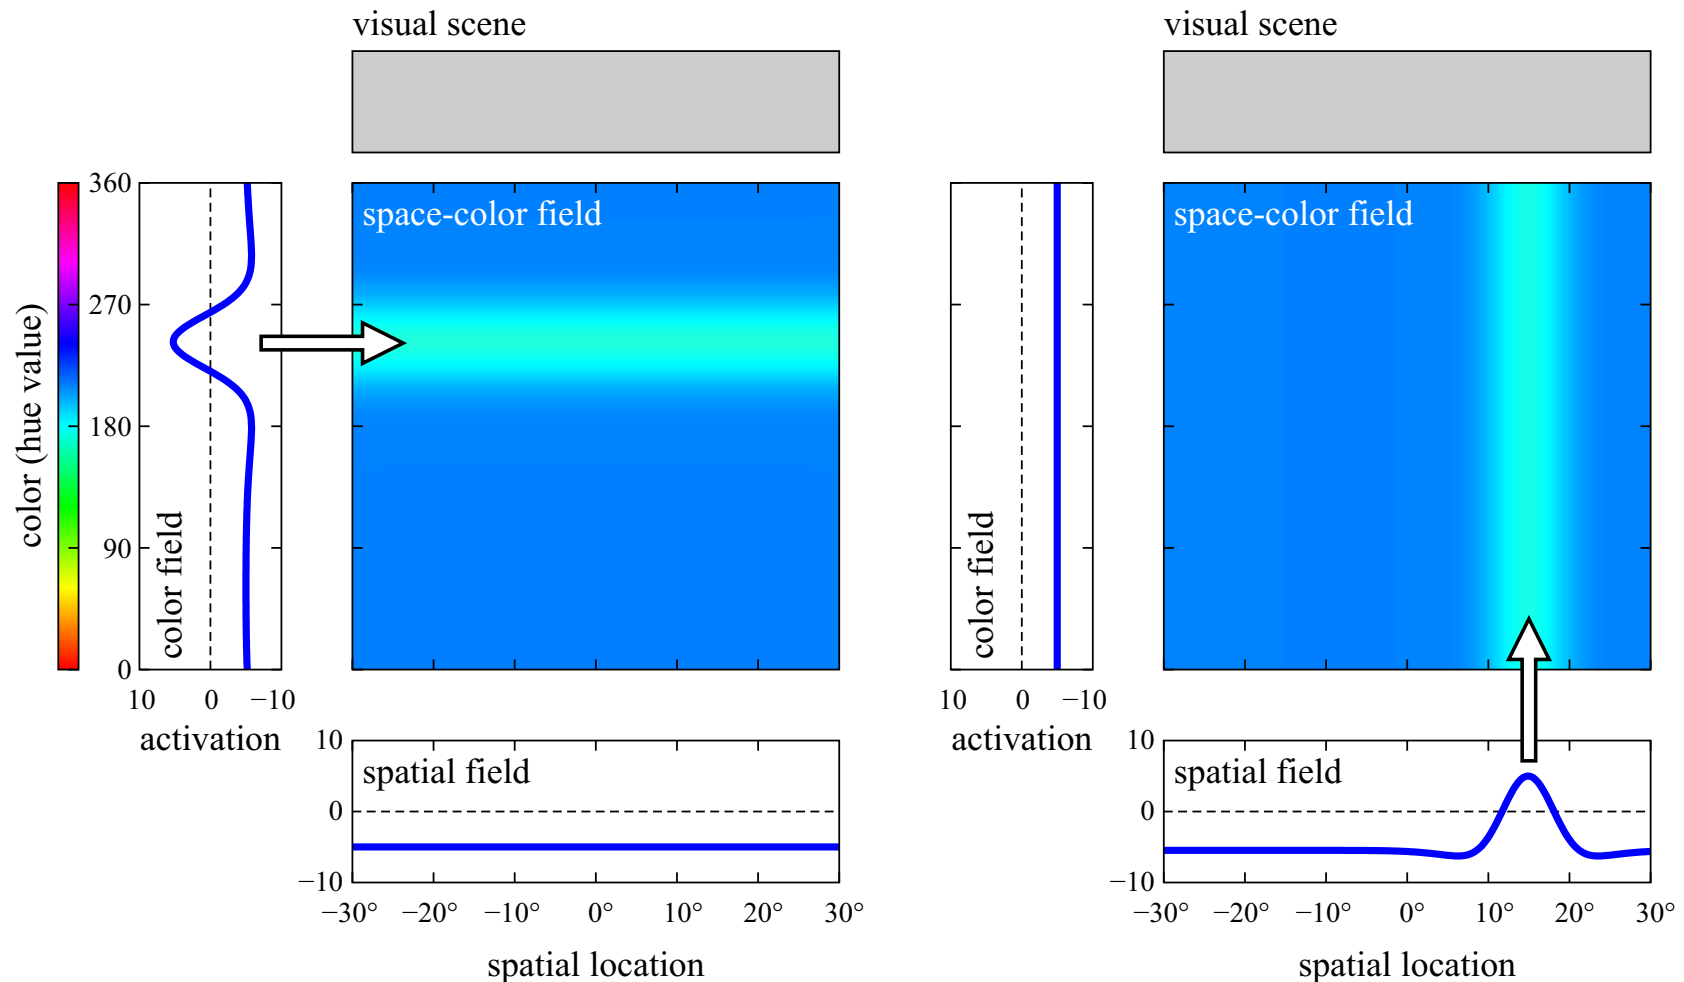 visual scene
visual scene
360
270
180
90
0
color (hue value)
color field
10 0 −10
activation
space-color field
10
0
−10
spatial field
−30° −20° −10° 0° 10° 20° 30°
spatial location
color field
10 0 −10
activation
space-color field
10
0
−10
spatial field
−30° −20° −10° 0° 10° 20° 30°
spatial location